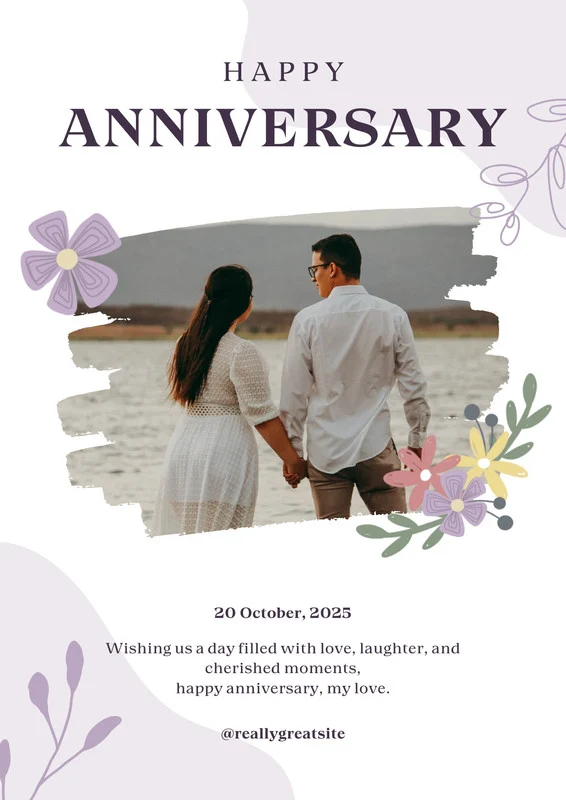 HAPPY
ANNIVERSARY
20 October, 2025
Wishing us a day filled with love, laughter, and
cherished moments,
happy anniversary, my love.
@reallygreatsite